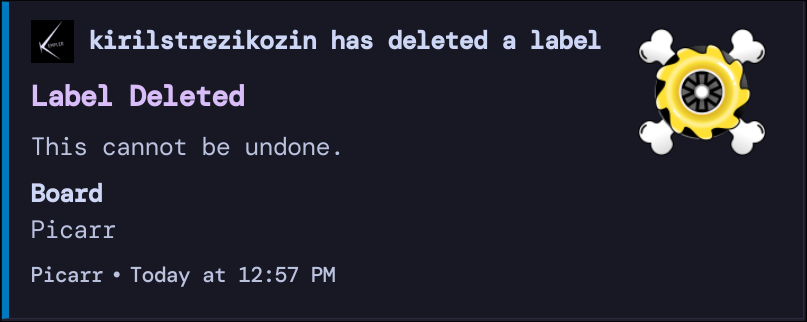 kirilstrezikozin has deleted a label
Label Deleted
This cannot be undone.
Board
Picarr
Picarr • Today at 12:57 PM